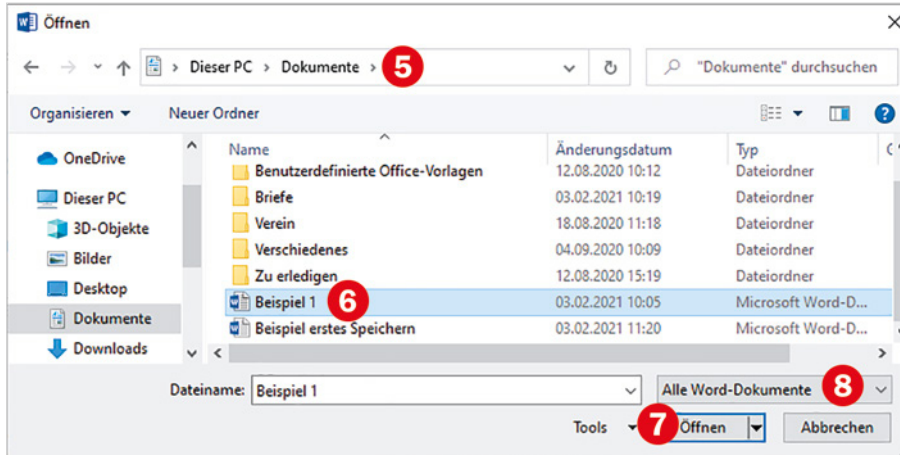 Öffnen
Dieser PC > Dokumente > 5 "Dokumente" durchsuchen
Organisieren Neuer Ordner ?
Name Änderungsdatum Typ
OneDrive
Dieser PC
3D-Objekte
Bilder
Desktop
Dokumente
Downloads
Benutzerdefinierte Office-Vorlagen 12.08.2020 10:12 Dateiordner
Briefe 03.02.2021 10:19 Dateiordner
Verein 18.08.2020 11:18 Dateiordner
Verschiedenes 04.09.2020 10:09 Dateiordner
Zu erledigen 12.08.2020 15:19 Dateiordner
Beispiel 1 6 03.02.2021 10:05 Microsoft Word-D...
Beispiel erstes Speichern 03.02.2021 11:20 Microsoft Word-D...
Dateiname: Beispiel 1 Alle Word-Dokumente 8
Tools 7 Öffnen Abbrechen